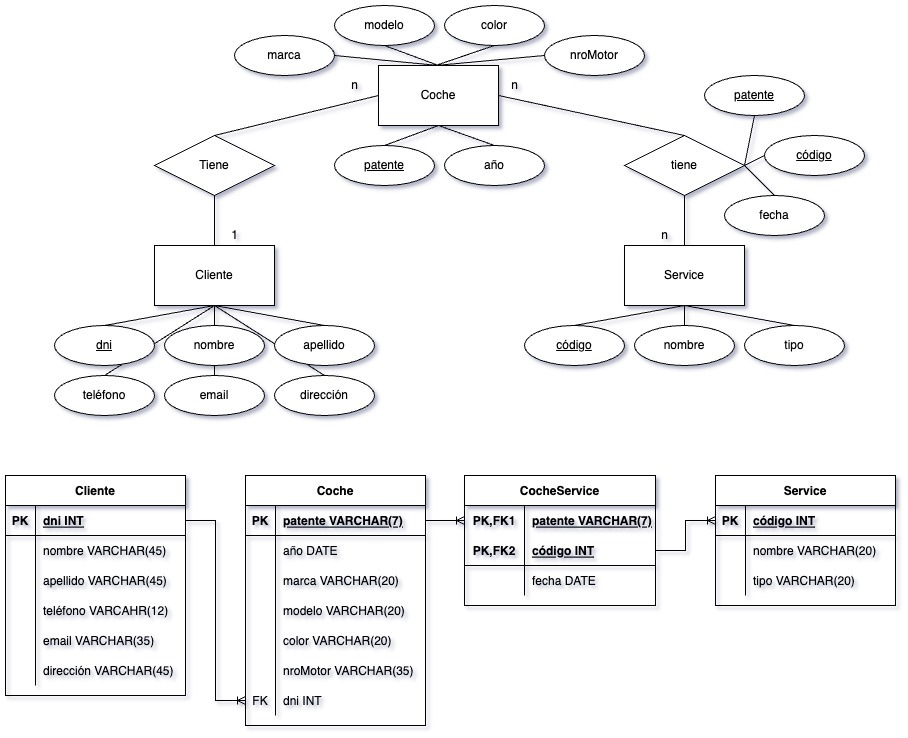 modelo
color
marca
nroMotor
n
Coche
n
patente
Tiene
patente
año
tiene
código
fecha
1
n
Cliente
Service
dni
nombre
apellido
código
nombre
tipo
teléfono
email
dirección
Cliente
PK dni INT
nombre VARCHAR(45)
apellido VARCHAR(45)
teléfono VARCAHR(12)
email VARCHAR(35)
dirección VARCHAR(45)
Coche
PK patente VARCHAR(7)
año DATE
marca VARCHAR(20)
modelo VARCHAR(20)
color VARCHAR(20)
nroMotor VARCHAR(35)
FK dni INT
CocheService
PK,FK1 patente VARCHAR(7)
PK,FK2 código INT
fecha DATE
Service
PK código INT
nombre VARCHAR(20)
tipo VARCHAR(20)